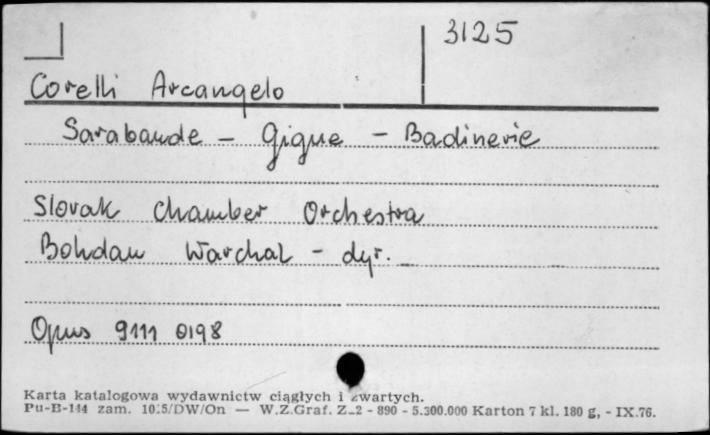 3125
Corelli Arcangelo
Sarabande – Gigue – Badinerie
Slovak Chamber Orchestra
Bohdan Warchal – dyr.
Opus 9111 0198
Karta katalogowa wydawnictw ciągłych i zwartych.
Pu-B-144 zam. 1015/DW/On — W.Z.Graf. Z-2 - 890 - 5.300.000 Karton 7 kl. 180 g, - IX.76.